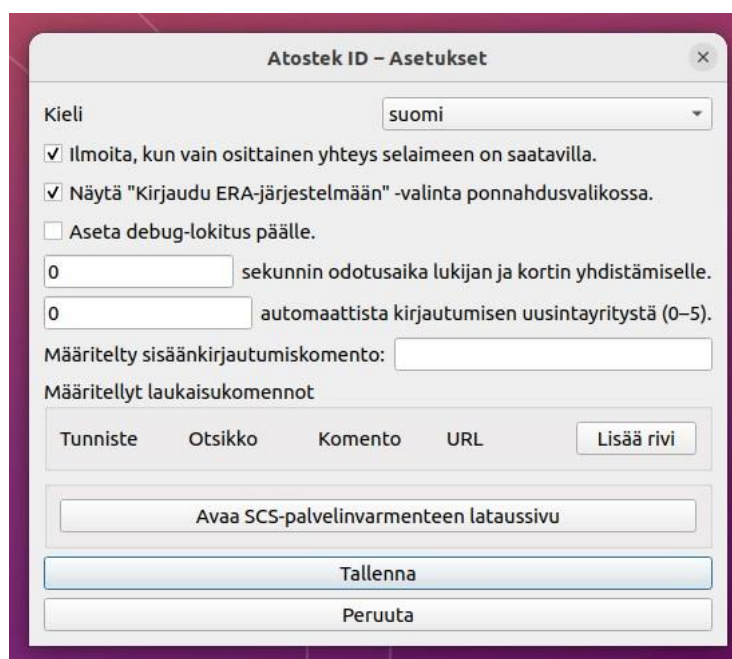 Atostek ID – Asetukset
Kieli suomi
Ilmoita, kun vain osittainen yhteys selaimeen on saatavilla.
Näytä "Kirjaudu ERA-järjestelmään" -valinta ponnahdusvalikossa.
Aseta debug-lokitus päälle.
0 sekunnin odotusaika lukijan ja kortin yhdistämiselle.
0 automaattista kirjautumisen uusintayritystä (0–5).
Määritelty sisäänkirjautumiskomento:
Määritellyt laukaisukomennot
Tunniste Otsikko Komento URL Lisää rivi
Avaa SCS-palvelinvarmenteen lataussivu
Tallenna
Peruuta